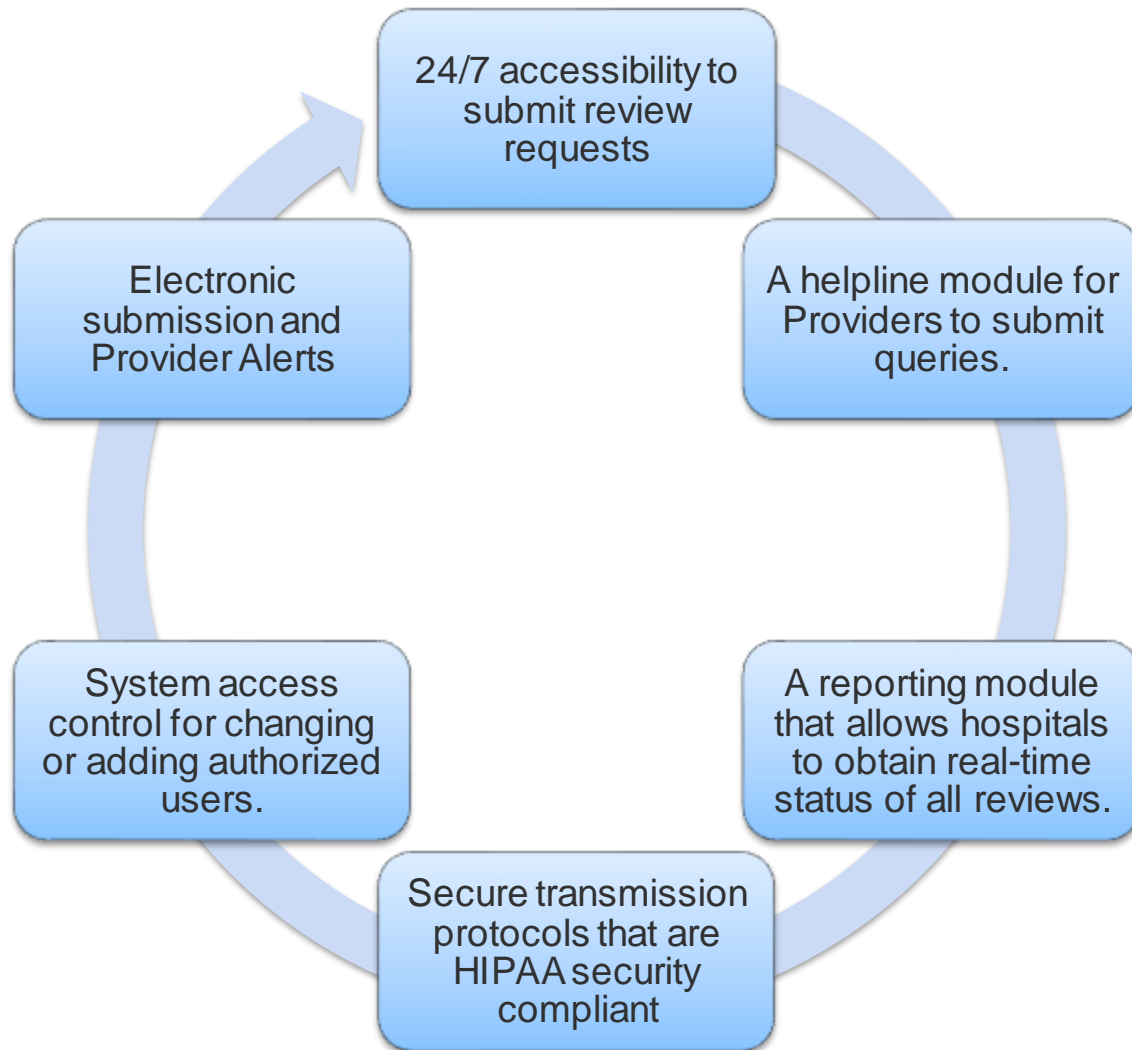 24/7 accessibility to
submit review
requests
A helpline module for
Providers to submit
queries.
A reporting module
that allows hospitals
to obtain real-time
status of all reviews.
Secure transmission
protocols that are
HIPAA security
compliant
System access
control for changing
or adding authorized
users.
Electronic
submission and
Provider Alerts